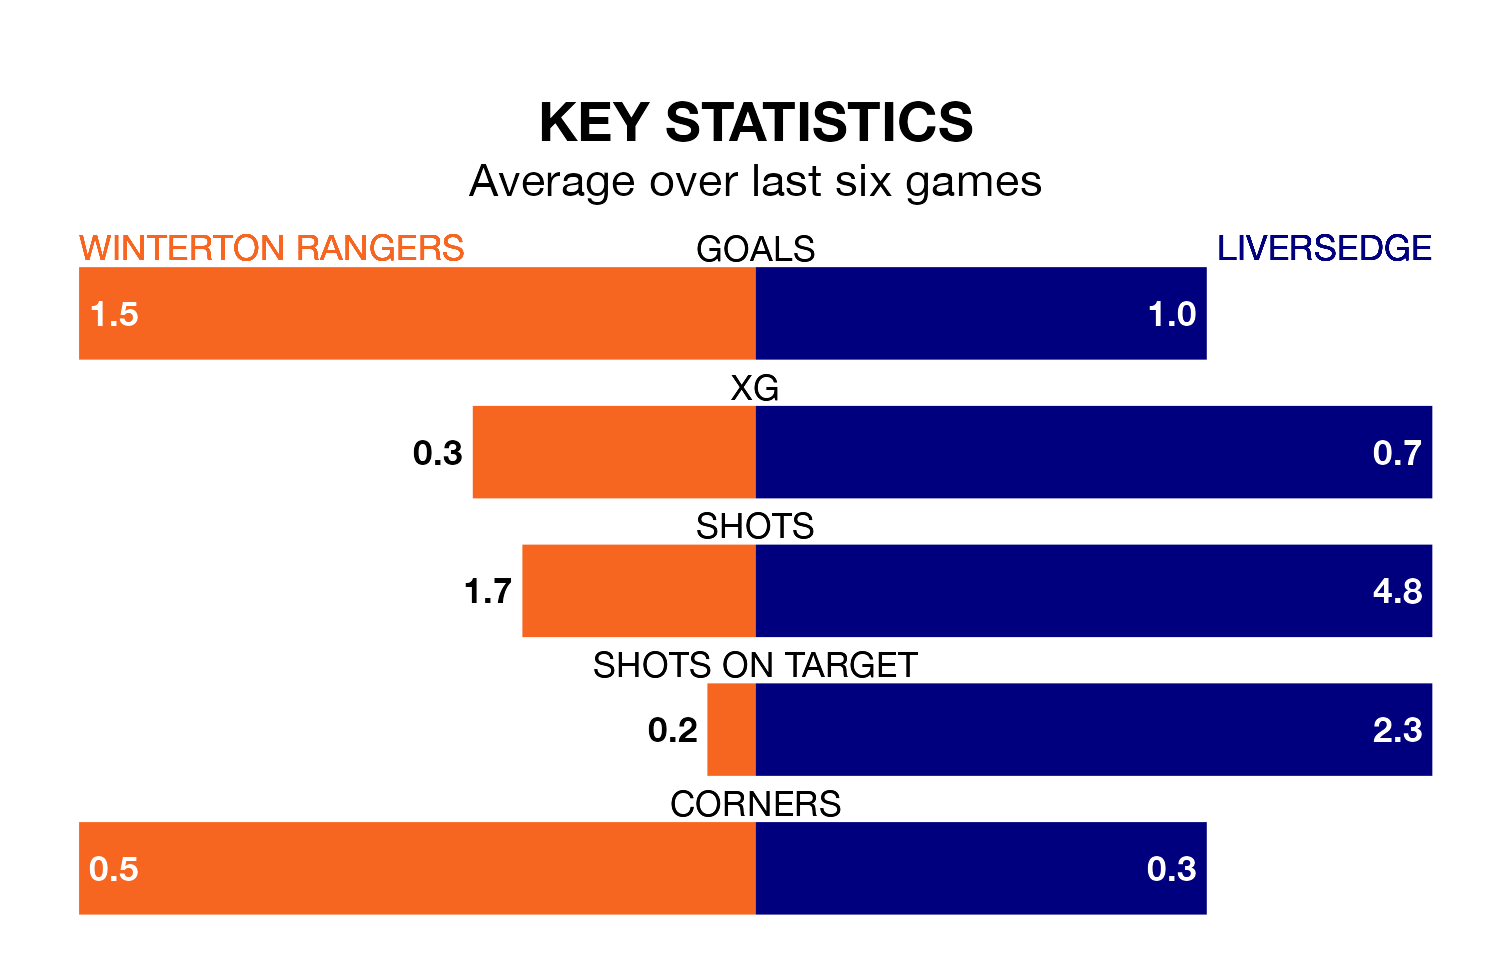 KEY STATISTICS
Average over last six games
WINTERTON RANGERS GOALS LIVERSEDGE
1.5 1.0
XG
0.3 0.7
SHOTS
1.7 4.8
SHOTS ON TARGET
0.2 2.3
CORNERS
0.5 0.3